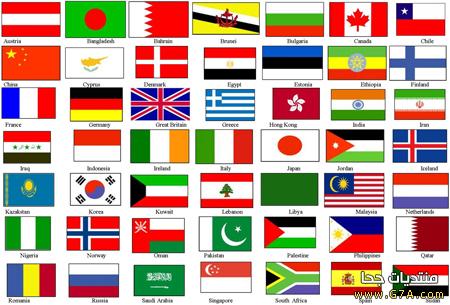 Austria Bangladesh Bahrain Brunei Bulgaria Canada Chile
China Cyprus Denmark Egypt Estonia Ethiopia Finland
France Germany Great Britain Greece Hong Kong India Iran
Iraq Indonesia Ireland Italy Japan Jordan Iceland
Kazakstan Korea Kuwait Lebanon Libya Malaysia Netherlands
Nigeria Norway Oman Pakistan Palestine Philippines Qatar
منتديات جحا
www.G7A.com
Romania Russia Saudi Arabia Singapore South Africa Spain Sudan